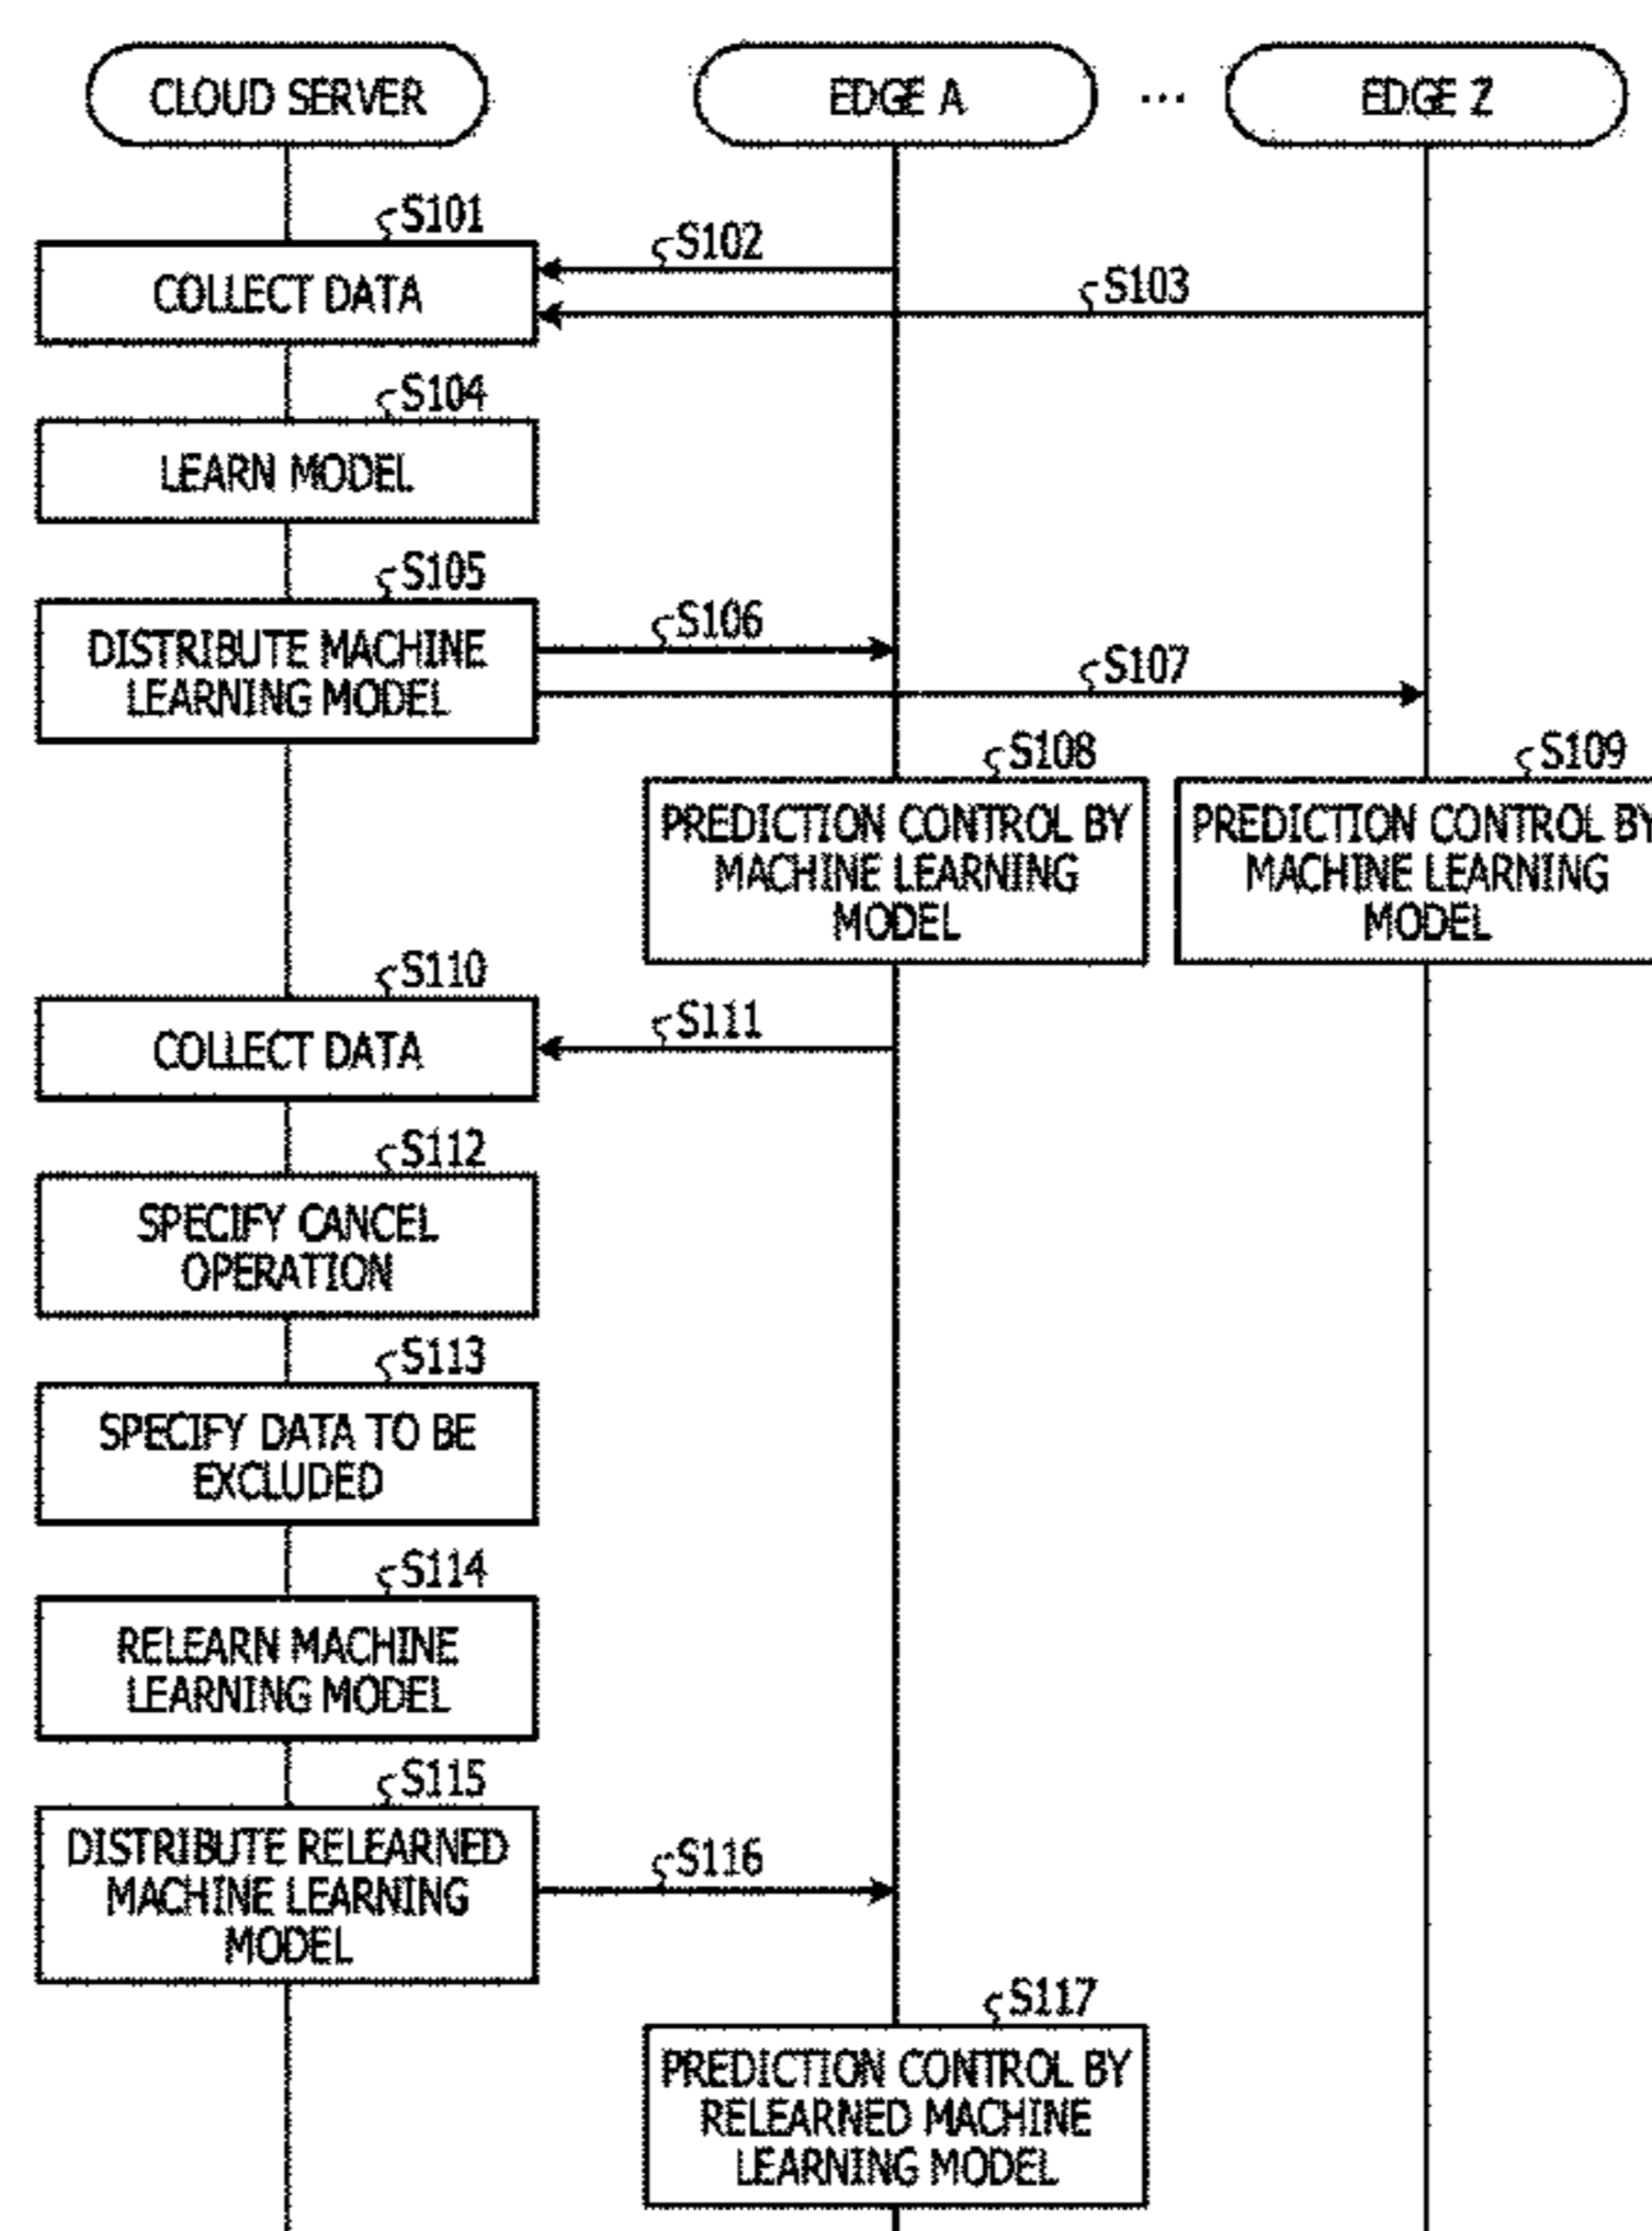 CLOUD SERVER
EDGE A
...
EDGE Z
S101
COLLECT DATA
S102
S103
S104
LEARN MODEL
S105
DISTRIBUTE MACHINE
LEARNING MODEL
S106
S107
S108
PREDICTION CONTROL BY
MACHINE LEARNING
MODEL
S109
PREDICTION CONTROL BY
MACHINE LEARNING
MODEL
S110
COLLECT DATA
S111
S112
SPECIFY CANCEL
OPERATION
S113
SPECIFY DATA TO BE
EXCLUDED
S114
RELEARN MACHINE
LEARNING MODEL
S115
DISTRIBUTE RELEARNED
MACHINE LEARNING
MODEL
S116
S117
PREDICTION CONTROL BY
RELEARNED MACHINE
LEARNING MODEL